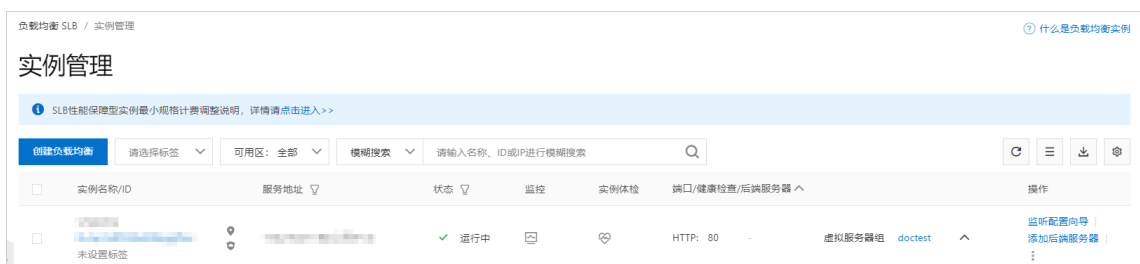 负载均衡 SLB / 实例管理
什么是负载均衡实例
实例管理
SLB性能保障型实例最小规格计费调整说明，详情请点击进入>>
创建负载均衡 请选择标签 可用区：全部 模糊搜索 请输入名称、ID或IP进行模糊搜索
实例名称/ID 服务地址 状态 监控 实例体检 端口/健康检查/后端服务器 操作
运行中 HTTP: 80 - 虚拟服务器组 doctest 监听配置向导
添加后端服务器
未设置标签